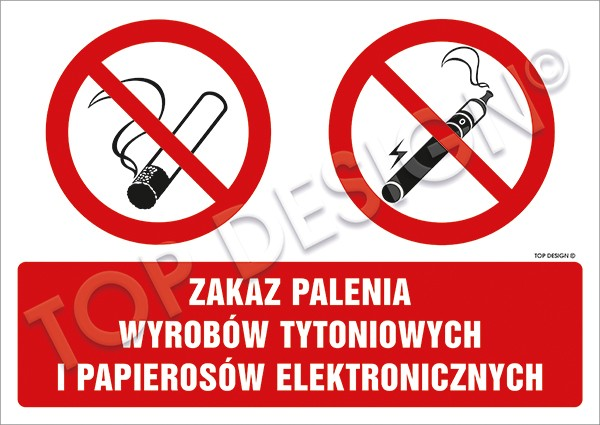 TOP DESIGN ©
TOP DESIGN ©
ZAKAZ PALENIA
WYROBÓW TYTONIOWYCH
I PAPIEROSÓW ELEKTRONICZNYCH